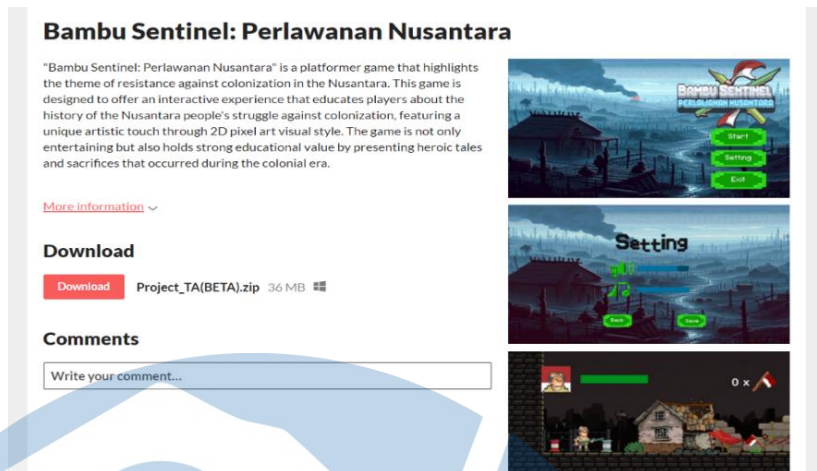 Bambu Sentinel: Perlawanan Nusantara
"Bambu Sentinel: Perlawanan Nusantara" is a platformer game that highlights
the theme of resistance against colonization in the Nusantara. This game is
designed to offer an interactive experience that educates players about the
history of the Nusantara people's struggle against colonization, featuring a
unique artistic touch through 2D pixel art visual style. The game is not only
entertaining but also holds strong educational value by presenting heroic tales
and sacrifices that occurred during the colonial era.
More information
Download
Download Project_TA(BETA).zip 36 MB
Comments
Write your comment...
BAMBU SENTINEL
PERLAWANAN NUSANTARA
Start
Setting
Exit
Setting
Back
Save
0 x